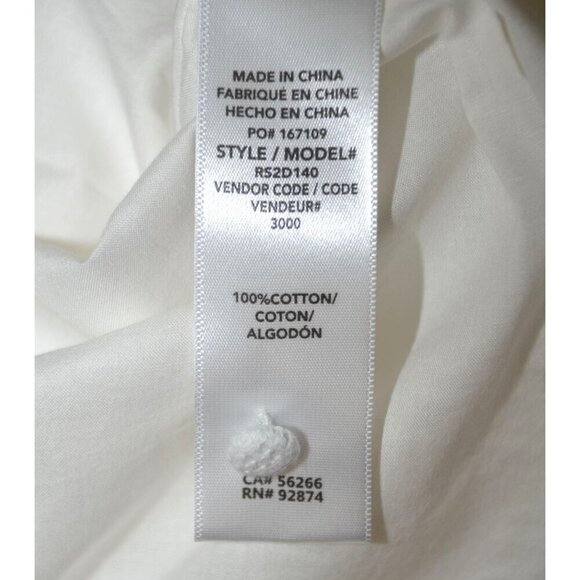 MADE IN CHINA
FABRIQUÉ EN CHINE
HECHO EN CHINA
PO# 167109
STYLE / MODEL#
RS2D140
VENDOR CODE / CODE
VENDEUR#
3000
100%COTTON/
COTON/
ALGODÓN
CA# 56266
RN# 92874